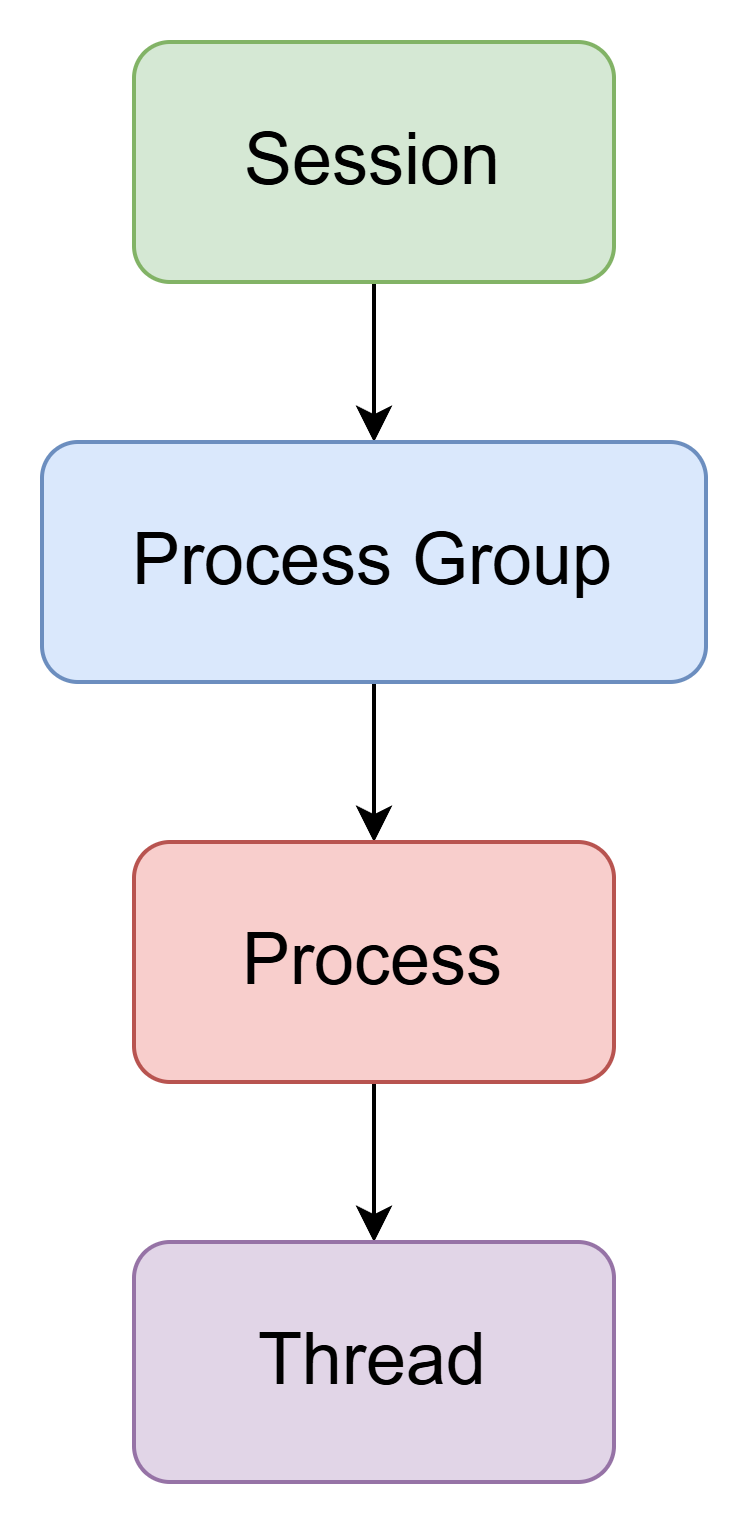 Session
Process Group
Process
Thread